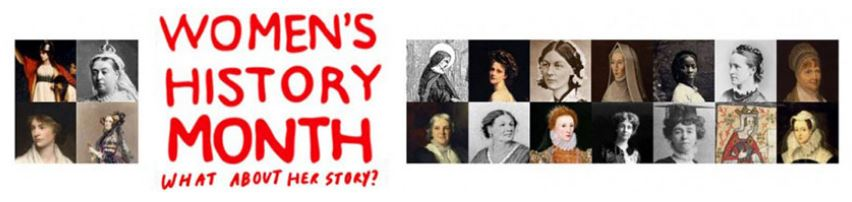 WOMEN'S
HISTORY
MONTH
WHAT ABOUT HER STORY?